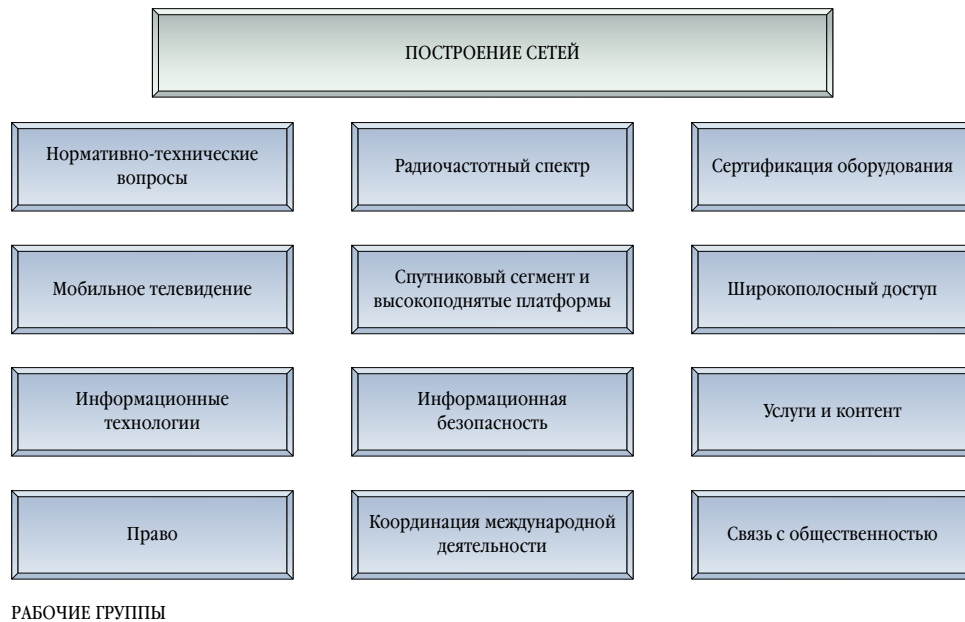 ПОСТРОЕНИЕ СЕТЕЙ
Нормативно-технические
вопросы
Радиочастотный спектр
Сертификация оборудования
Мобильное телевидение
Спутниковый сегмент и
высокоподнятые платформы
Широкополосный доступ
Информационные
технологии
Информационная
безопасность
Услуги и контент
Право
Координация международной
деятельности
Связь с общественностью
РАБОЧИЕ ГРУППЫ